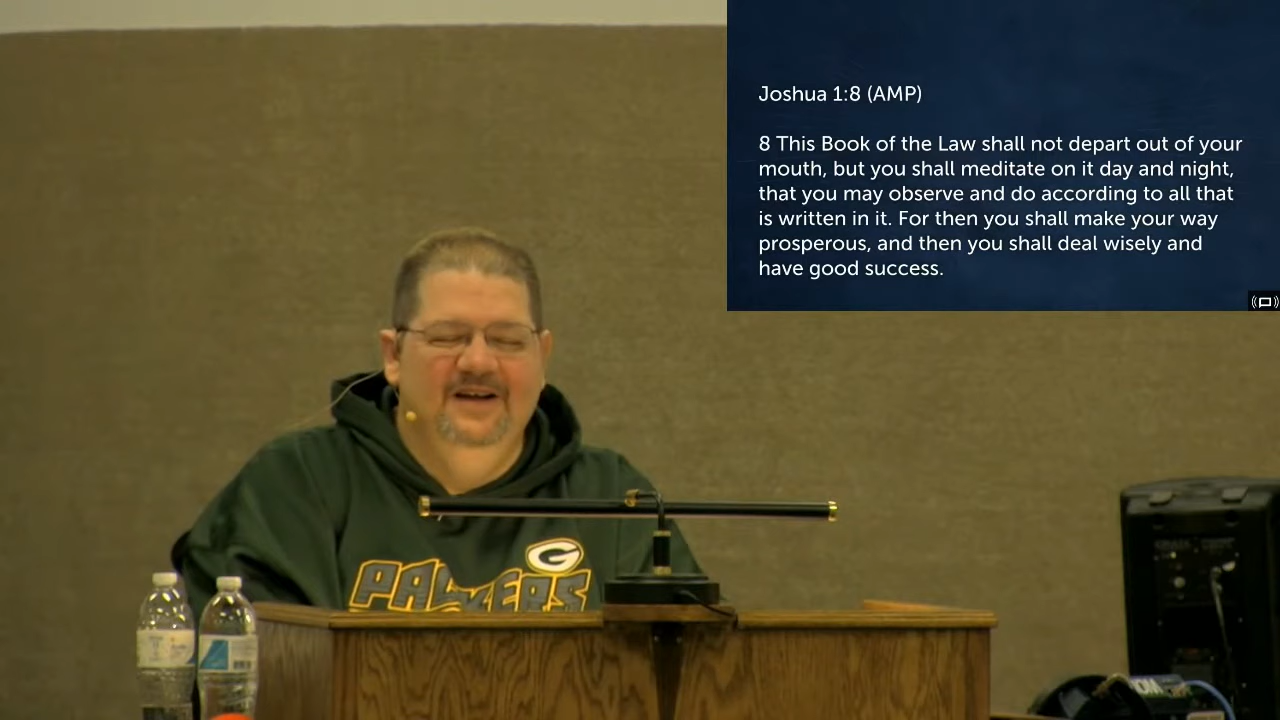 Joshua 1:8 (AMP)
8 This Book of the Law shall not depart out of your
mouth, but you shall meditate on it day and night,
that you may observe and do according to all that
is written in it. For then you shall make your way
prosperous, and then you shall deal wisely and
have good success.
G
PACKERS